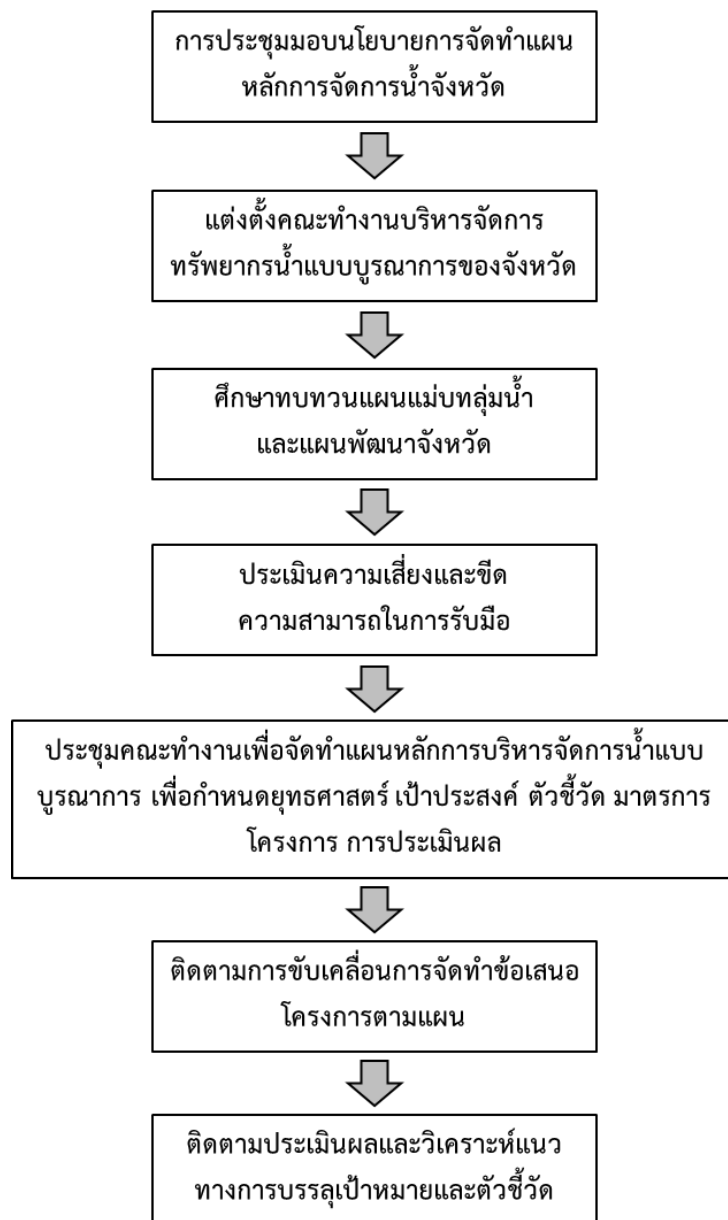 การประชุมมอบนโยบายการจัดทำแผน
หลักการจัดการน้ำจังหวัด
แต่งตั้งคณะทำงานบริหารจัดการ
ทรัพยากรน้ำแบบบูรณาการของจังหวัด
ศึกษาทบทวนแผนแม่บทลุ่มน้ำ
และแผนพัฒนาจังหวัด
ประเมินความเสี่ยงและขีด
ความสามารถในการรับมือ
ประชุมคณะทำงานเพื่อจัดทำแผนหลักการบริหารจัดการน้ำแบบ
บูรณาการ เพื่อกำหนดยุทธศาสตร์ เป้าประสงค์ ตัวชี้วัด มาตรการ
โครงการ การประเมินผล
ติดตามการขับเคลื่อนการจัดทำข้อเสนอ
โครงการตามแผน
ติดตามประเมินผลและวิเคราะห์แนว
ทางการบรรลุเป้าหมายและตัวชี้วัด